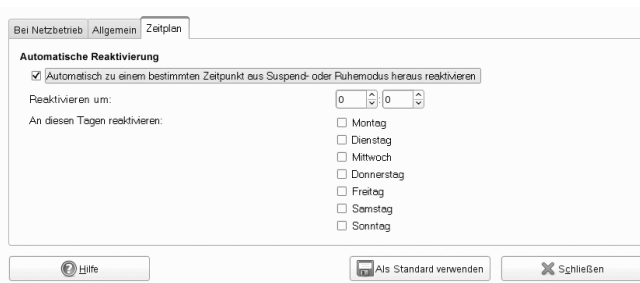 Bei Netzbetrieb Allgemein Zeitplan
Automatische Reaktivierung
Automatisch zu einem bestimmten Zeitpunkt aus Suspend- oder Ruhemodus heraus reaktivieren
Reaktivieren um: 0 : 0
An diesen Tagen reaktivieren: Montag
Dienstag
Mittwoch
Donnerstag
Freitag
Samstag
Sonntag
Hilfe Als Standard verwenden Schließen